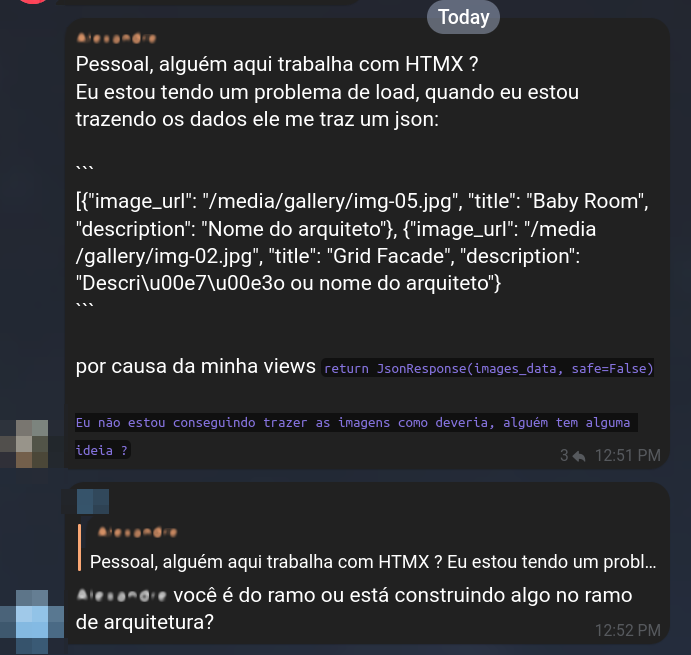 Today
Pessoal, alguém aqui trabalha com HTMX ?
Eu estou tendo um problema de load, quando eu estou
trazendo os dados ele me traz um json:
```
[{"image_url": "/media/gallery/img-05.jpg", "title": "Baby Room",
"description": "Nome do arquiteto"}, {"image_url": "/media
/gallery/img-02.jpg", "title": "Grid Facade", "description":
"Descri\u00e7\u00e3o ou nome do arquiteto"}
```
por causa da minha views return JsonResponse(images_data, safe=False)
Eu não estou conseguindo trazer as imagens como deveria, alguém tem alguma
ideia ?
3 12:51 PM
Pessoal, alguém aqui trabalha com HTMX ? Eu estou tendo um probl...
você é do ramo ou está construindo algo no ramo
de arquitetura?
12:52 PM